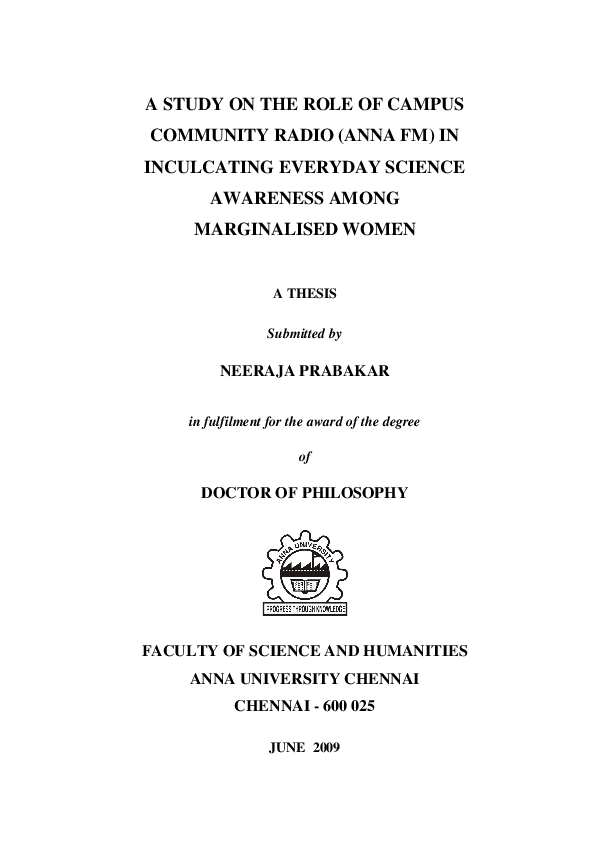 A STUDY ON THE ROLE OF CAMPUS
COMMUNITY RADIO (ANNA FM) IN
INCULCATING EVERYDAY SCIENCE
AWARENESS AMONG
MARGINALISED WOMEN
A THESIS
Submitted by
NEERAJA PRABAKAR
in fulfilment for the award of the degree
of
DOCTOR OF PHILOSOPHY
ANNA UNIVERSITY
PROGRESS THROUGH KNOWLEDGE
FACULTY OF SCIENCE AND HUMANITIES
ANNA UNIVERSITY CHENNAI
CHENNAI - 600 025
JUNE 2009